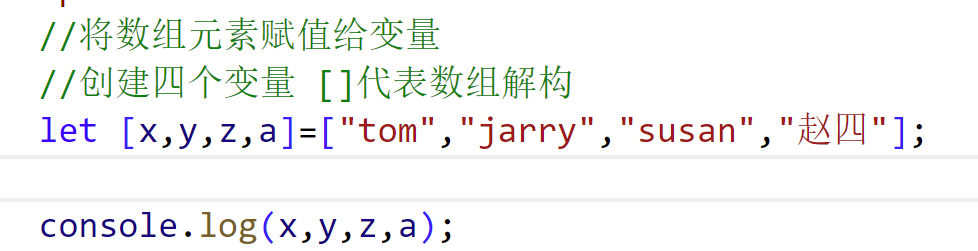 //将数组元素赋值给变量
//创建四个变量 []代表数组解构
let [x,y,z,a]=["tom","jarry","susan","赵四"];
console.log(x,y,z,a);